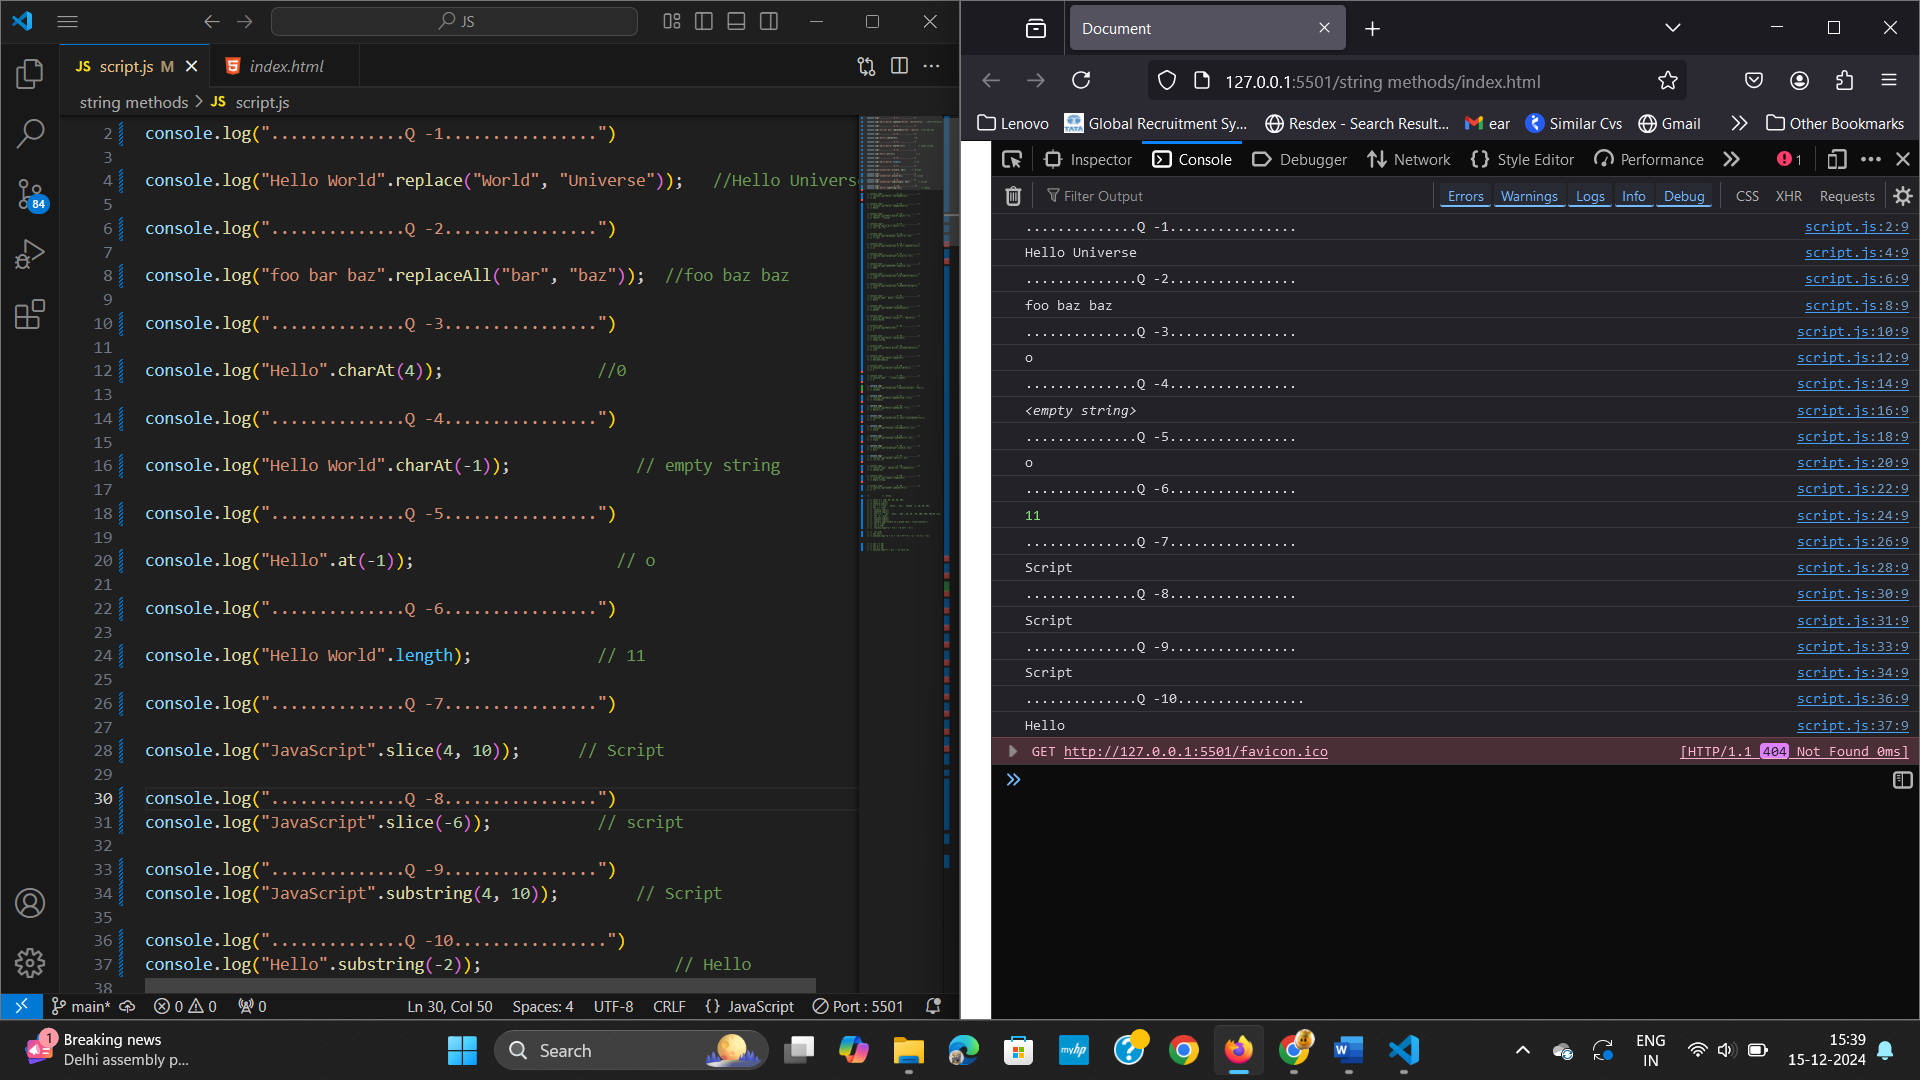 JS
JS script.js M
index.html
string methods > JS script.js
2 console.log("..............Q -1................")
3
4 console.log("Hello World".replace("World", "Universe")); //Hello Universe
5
6 console.log("..............Q -2................")
7
8 console.log("foo bar baz".replaceAll("bar", "baz")); //foo baz baz
9
10 console.log("..............Q -3................")
11
12 console.log("Hello".charAt(4)); //0
13
14 console.log("..............Q -4................")
15
16 console.log("Hello World".charAt(-1)); // empty string
17
18 console.log("..............Q -5................")
19
20 console.log("Hello".at(-1)); // o
21
22 console.log("..............Q -6................")
23
24 console.log("Hello World".length); // 11
25
26 console.log("..............Q -7................")
27
28 console.log("JavaScript".slice(4, 10)); // Script
29
30 console.log("..............Q -8................")
31 console.log("JavaScript".slice(-6)); // script
32
33 console.log("..............Q -9................")
34 console.log("JavaScript".substring(4, 10)); // Script
35
36 console.log("..............Q -10................")
37 console.log("Hello".substring(-2)); // Hello
38
84
main* 0 0 0 Ln 30, Col 50 Spaces: 4 UTF-8 CRLF {} JavaScript Port : 5501
Document
127.0.0.1:5501/string methods/index.html
Lenovo Global Recruitment Sy... Resdex - Search Result... ear Similar Cvs Gmail Other Bookmarks
Inspector Console Debugger Network Style Editor Performance 1
Filter Output Errors Warnings Logs Info Debug CSS XHR Requests
..............Q -1................ script.js:2:9
Hello Universe script.js:4:9
..............Q -2................ script.js:6:9
foo baz baz script.js:8:9
..............Q -3................ script.js:10:9
o script.js:12:9
..............Q -4................ script.js:14:9
<empty string> script.js:16:9
..............Q -5................ script.js:18:9
o script.js:20:9
..............Q -6................ script.js:22:9
11 script.js:24:9
..............Q -7................ script.js:26:9
Script script.js:28:9
..............Q -8................ script.js:30:9
Script script.js:31:9
..............Q -9................ script.js:33:9
Script script.js:34:9
..............Q -10................ script.js:36:9
Hello script.js:37:9
GET http://127.0.0.1:5501/favicon.ico [HTTP/1.1 404 Not Found 0ms]
1 Breaking news
Delhi assembly p...
Search
myhp
ENG
IN
15:39
15-12-2024